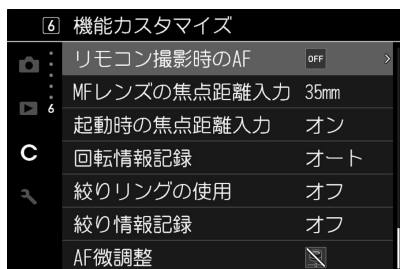 6 機能カスタマイズ
リモコン撮影時のAF OFF
MFレンズの焦点距離入力 35mm
6
起動時の焦点距離入力 オン
C 回転情報記録 オート
絞りリングの使用 オフ
絞り情報記録 オフ
AF微調整